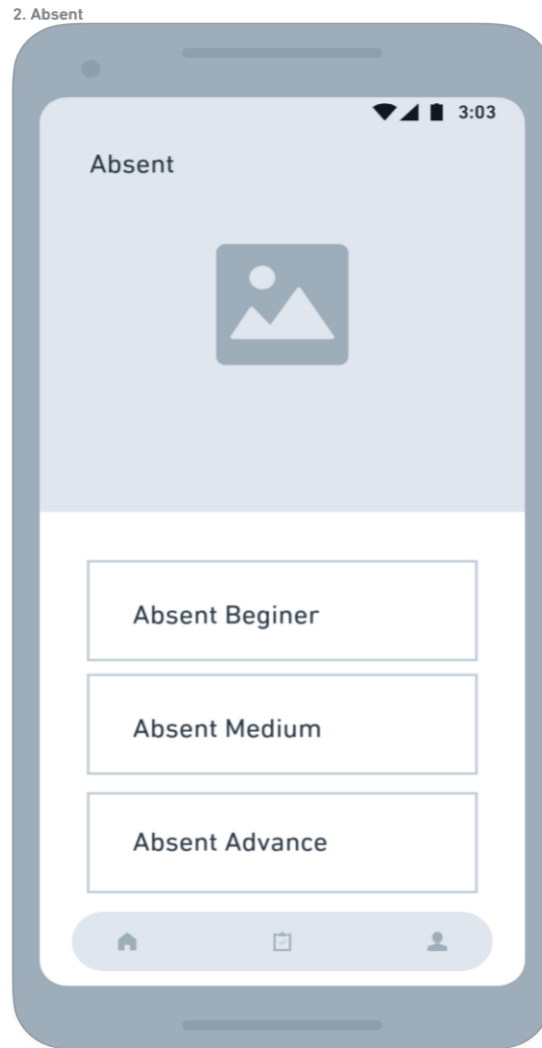 2. Absent
3:03
Absent
Absent Beginer
Absent Medium
Absent Advance